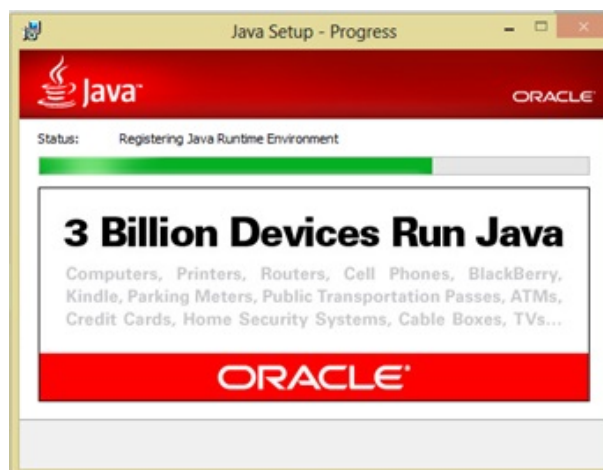 Java Setup - Progress
Java™
ORACLE
Status: Registering Java Runtime Environment
3 Billion Devices Run Java
Computers, Printers, Routers, Cell Phones, BlackBerry,
Kindle, Parking Meters, Public Transportation Passes, ATMs,
Credit Cards, Home Security Systems, Cable Boxes, TVs...
ORACLE®